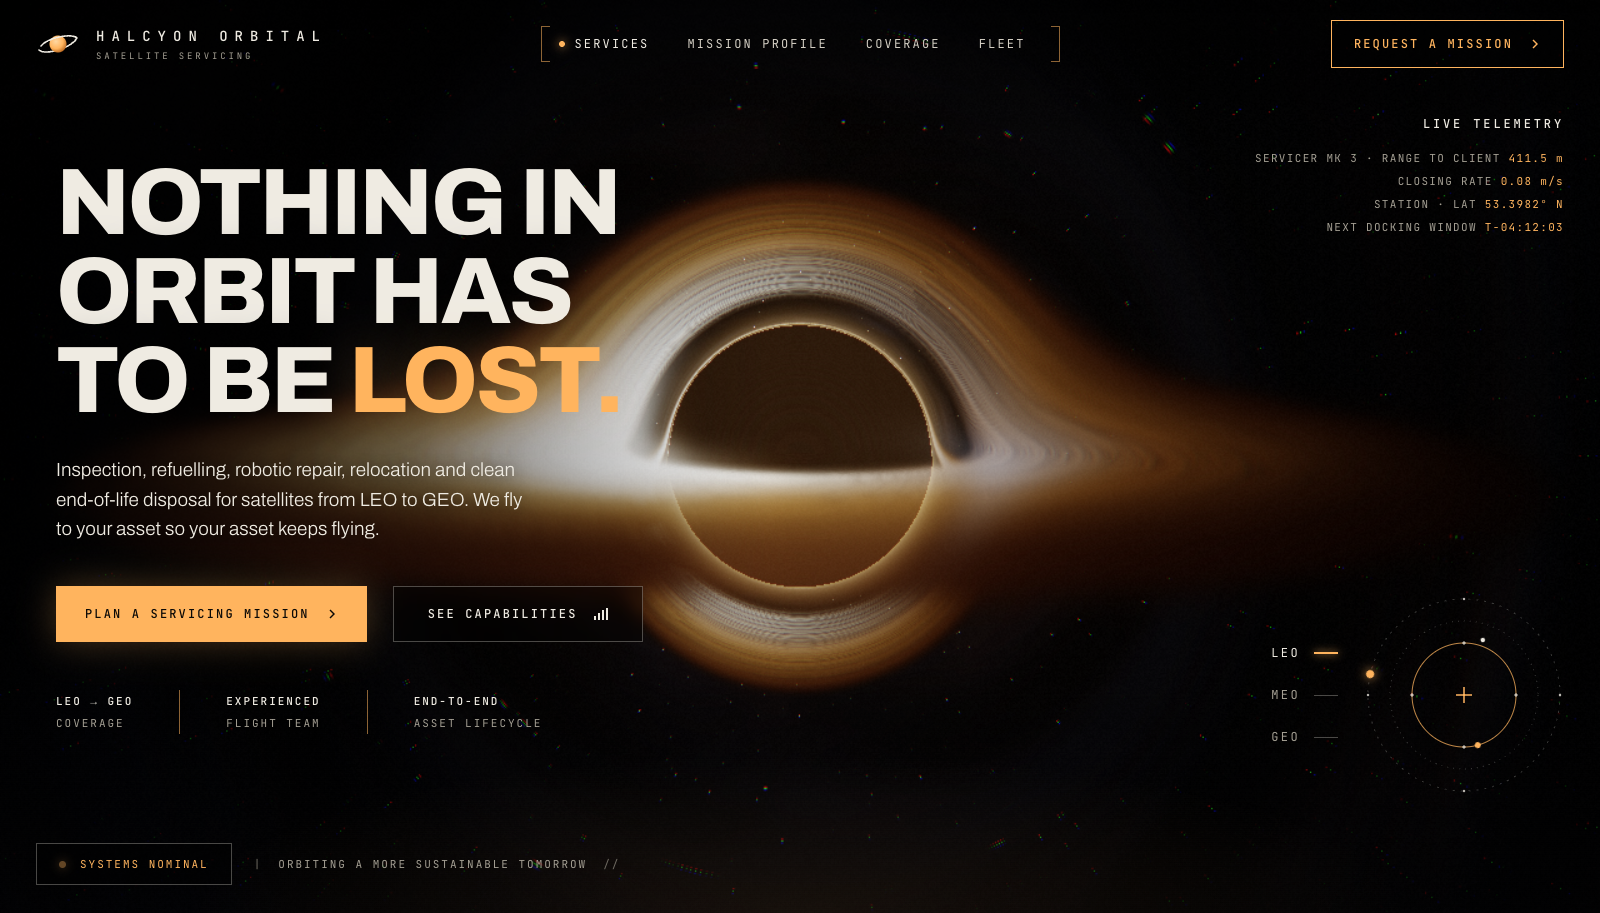 HALCYON ORBITAL
SATELLITE SERVICING
SERVICES
MISSION PROFILE
COVERAGE
FLEET
REQUEST A MISSION
LIVE TELEMETRY
SERVICER MK 3 · RANGE TO CLIENT 411.5 m
CLOSING RATE 0.08 m/s
STATION · LAT 53.3982° N
NEXT DOCKING WINDOW T-04:12:03
NOTHING IN
ORBIT HAS
TO BE LOST.
Inspection, refuelling, robotic repair, relocation and clean
end-of-life disposal for satellites from LEO to GEO. We fly
to your asset so your asset keeps flying.
PLAN A SERVICING MISSION
SEE CAPABILITIES
LEO → GEO
COVERAGE
EXPERIENCED
FLIGHT TEAM
END-TO-END
ASSET LIFECYCLE
LEO
MEO
GEO
SYSTEMS NOMINAL
| ORBITING A MORE SUSTAINABLE TOMORROW //